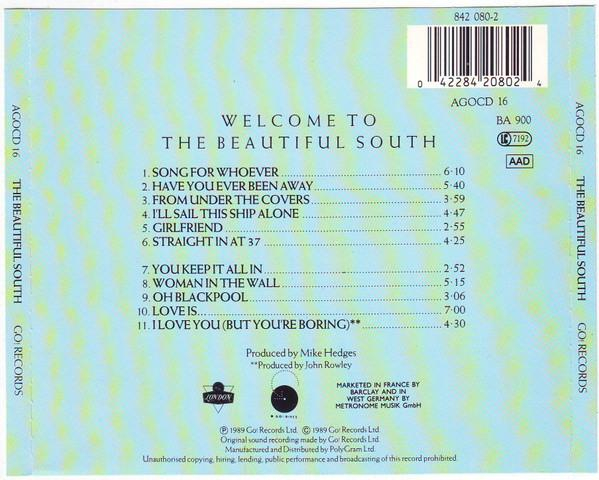 842 080-2
0 42284 20802 4
AGOCD 16
BA 900
LC 7192
AAD
WELCOME TO
THE BEAUTIFUL SOUTH
1. SONG FOR WHOEVER 6·10
2. HAVE YOU EVER BEEN AWAY 5·40
3. FROM UNDER THE COVERS 3·59
4. I'LL SAIL THIS SHIP ALONE 4·47
5. GIRLFRIEND 2·55
6. STRAIGHT IN AT 37 4·25
7. YOU KEEP IT ALL IN 2·52
8. WOMAN IN THE WALL 5·15
9. OH BLACKPOOL 3·06
10. LOVE IS... 7·00
11. I LOVE YOU (BUT YOU'RE BORING)** 4·30
Produced by Mike Hedges
**Produced by John Rowley
LONDON
GO! DISCS
MARKETED IN FRANCE BY
BARCLAY AND IN
WEST GERMANY BY
METRONOME MUSIK GmbH
℗ 1989 Go! Records Ltd. © 1989 Go! Records Ltd.
Original sound recording made by Go! Records Ltd.
Manufactured and Distributed by PolyGram Ltd.
Unauthorised copying, hiring, lending, public performance and broadcasting of this record prohibited.
AGOCD 16 THE BEAUTIFUL SOUTH GO! RECORDS
AGOCD 16 THE BEAUTIFUL SOUTH GO! RECORDS